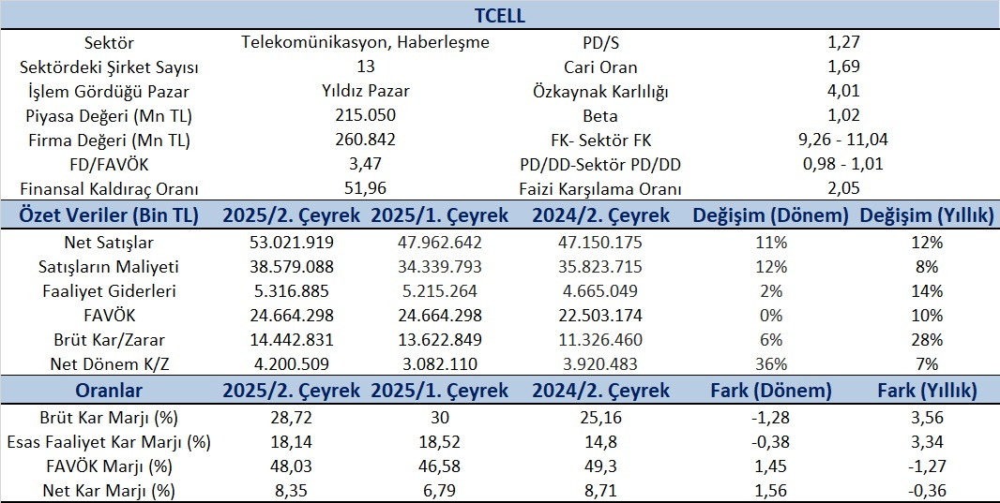 TCELL
Sektör Telekomünikasyon, Haberleşme PD/S 1,27
Sektördeki Şirket Sayısı 13 Cari Oran 1,69
İşlem Gördüğü Pazar Yıldız Pazar Özkaynak Karlılığı 4,01
Piyasa Değeri (Mn TL) 215.050 Beta 1,02
Firma Değeri (Mn TL) 260.842 FK- Sektör FK 9,26 - 11,04
FD/FAVÖK 3,47 PD/DD-Sektör PD/DD 0,98 - 1,01
Finansal Kaldıraç Oranı 51,96 Faizi Karşılama Oranı 2,05
Özet Veriler (Bin TL) 2025/2. Çeyrek 2025/1. Çeyrek 2024/2. Çeyrek Değişim (Dönem) Değişim (Yıllık)
Net Satışlar 53.021.919 47.962.642 47.150.175 11% 12%
Satışların Maliyeti 38.579.088 34.339.793 35.823.715 12% 8%
Faaliyet Giderleri 5.316.885 5.215.264 4.665.049 2% 14%
FAVÖK 24.664.298 24.664.298 22.503.174 0% 10%
Brüt Kar/Zarar 14.442.831 13.622.849 11.326.460 6% 28%
Net Dönem K/Z 4.200.509 3.082.110 3.920.483 36% 7%
Oranlar 2025/2. Çeyrek 2025/1. Çeyrek 2024/2. Çeyrek Fark (Dönem) Fark (Yıllık)
Brüt Kar Marjı (%) 28,72 30 25,16 -1,28 3,56
Esas Faaliyet Kar Marjı (%) 18,14 18,52 14,8 -0,38 3,34
FAVÖK Marjı (%) 48,03 46,58 49,3 1,45 -1,27
Net Kar Marjı (%) 8,35 6,79 8,71 1,56 -0,36